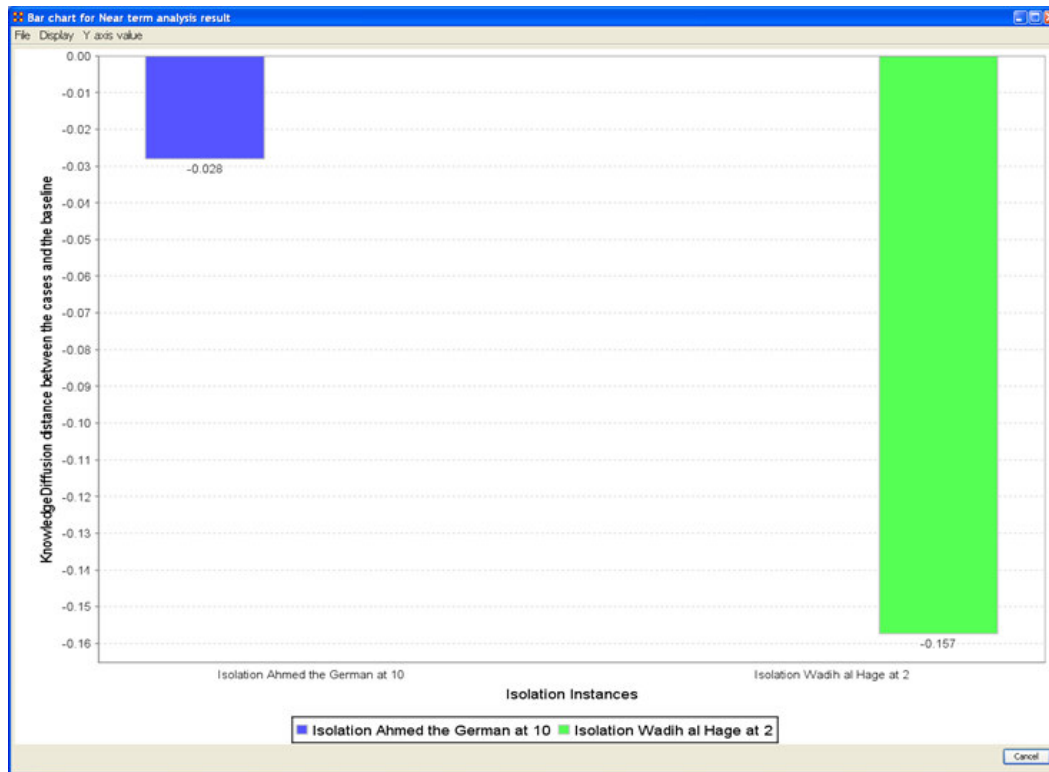 Bar chart for Near term analysis result
File Display Y axis value
KnowledgeDiffusion distance between the cases and the baseline
0.00
-0.01
-0.02
-0.03
-0.04
-0.05
-0.06
-0.07
-0.08
-0.09
-0.10
-0.11
-0.12
-0.13
-0.14
-0.15
-0.16
-0.028
-0.157
Isolation Ahmed the German at 10
Isolation Wadih al Hage at 2
Isolation Instances
Isolation Ahmed the German at 10 Isolation Wadih al Hage at 2
Cancel